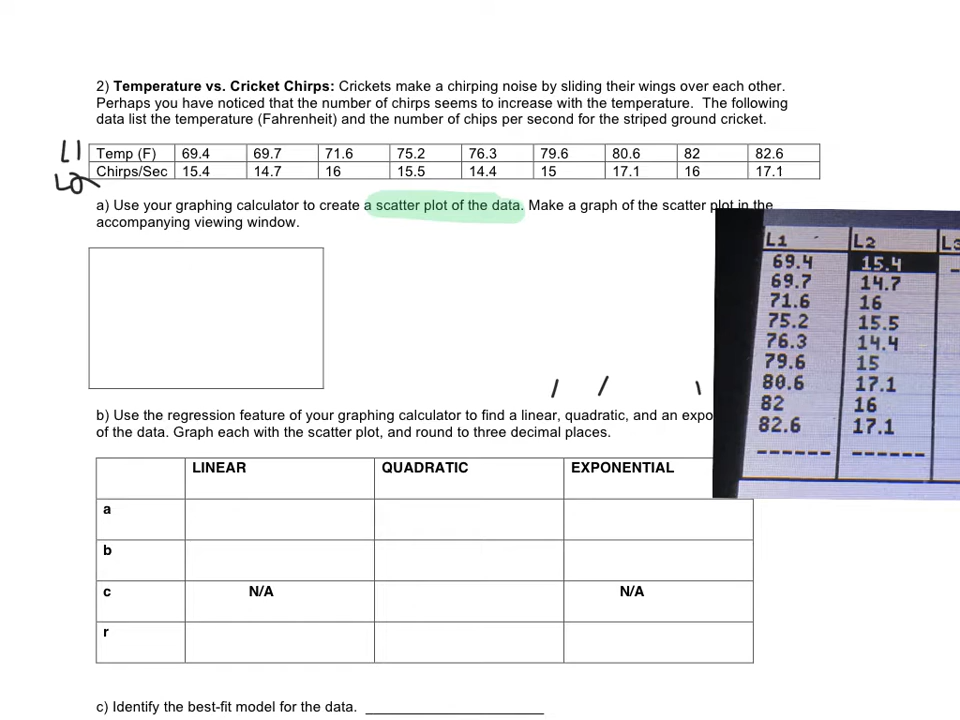 2) Temperature vs. Cricket Chirps: Crickets make a chirping noise by sliding their wings over each other.
Perhaps you have noticed that the number of chirps seems to increase with the temperature. The following
data list the temperature (Fahrenheit) and the number of chips per second for the striped ground cricket.
L1 Temp (F) 69.4 69.7 71.6 75.2 76.3 79.6 80.6 82 82.6
L2 Chirps/Sec 15.4 14.7 16 15.5 14.4 15 17.1 16 17.1
a) Use your graphing calculator to create a scatter plot of the data. Make a graph of the scatter plot in the
accompanying viewing window.
L1 L2 L3
69.4 15.4
69.7 14.7
71.6 16
75.2 15.5
76.3 14.4
79.6 15
80.6 17.1
82 16
82.6 17.1
b) Use the regression feature of your graphing calculator to find a linear, quadratic, and an expo
of the data. Graph each with the scatter plot, and round to three decimal places.
LINEAR QUADRATIC EXPONENTIAL
a
b
c N/A N/A
r
c) Identify the best-fit model for the data.